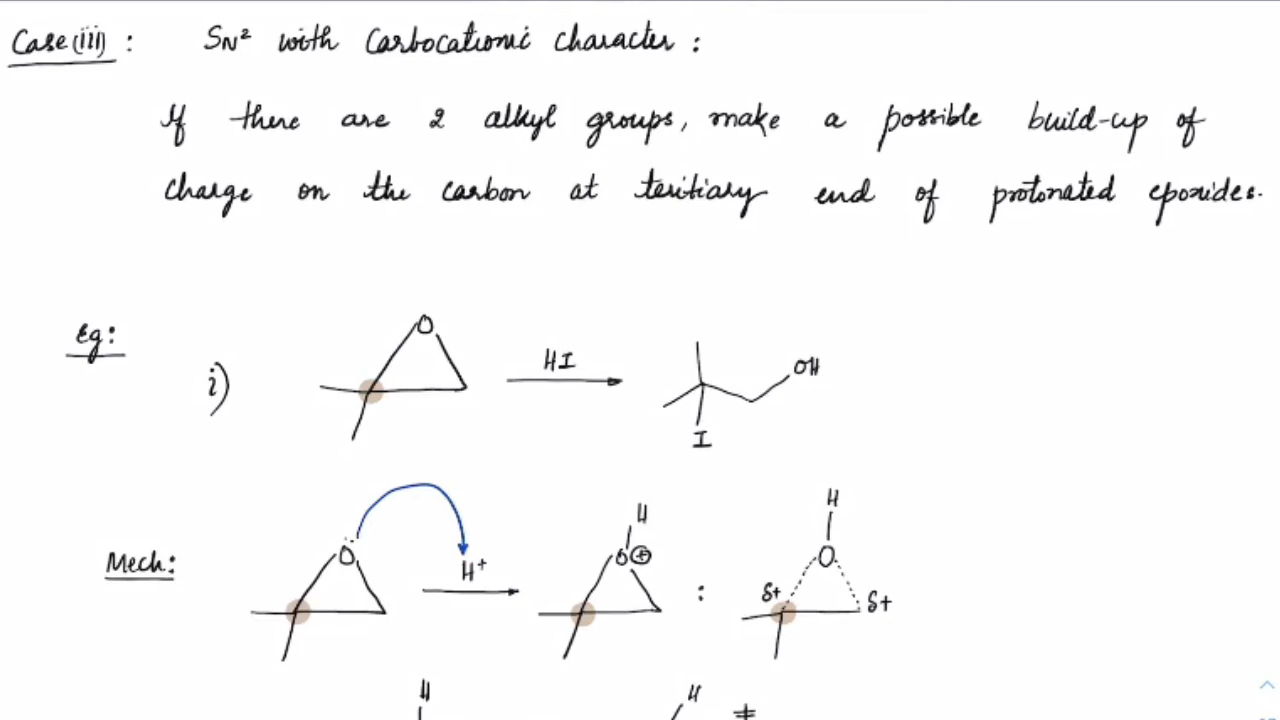 Case (iii) : SN² with Carbocationic character :
If there are 2 alkyl groups, make a possible build-up of
charge on the carbon at teritiary end of protonated epoxides.
Eg:
i)
O
HI
OH
I
Mech:
Ö
H⁺
H
O⊕
:
H
O
δ+
δ+
H
H
‡